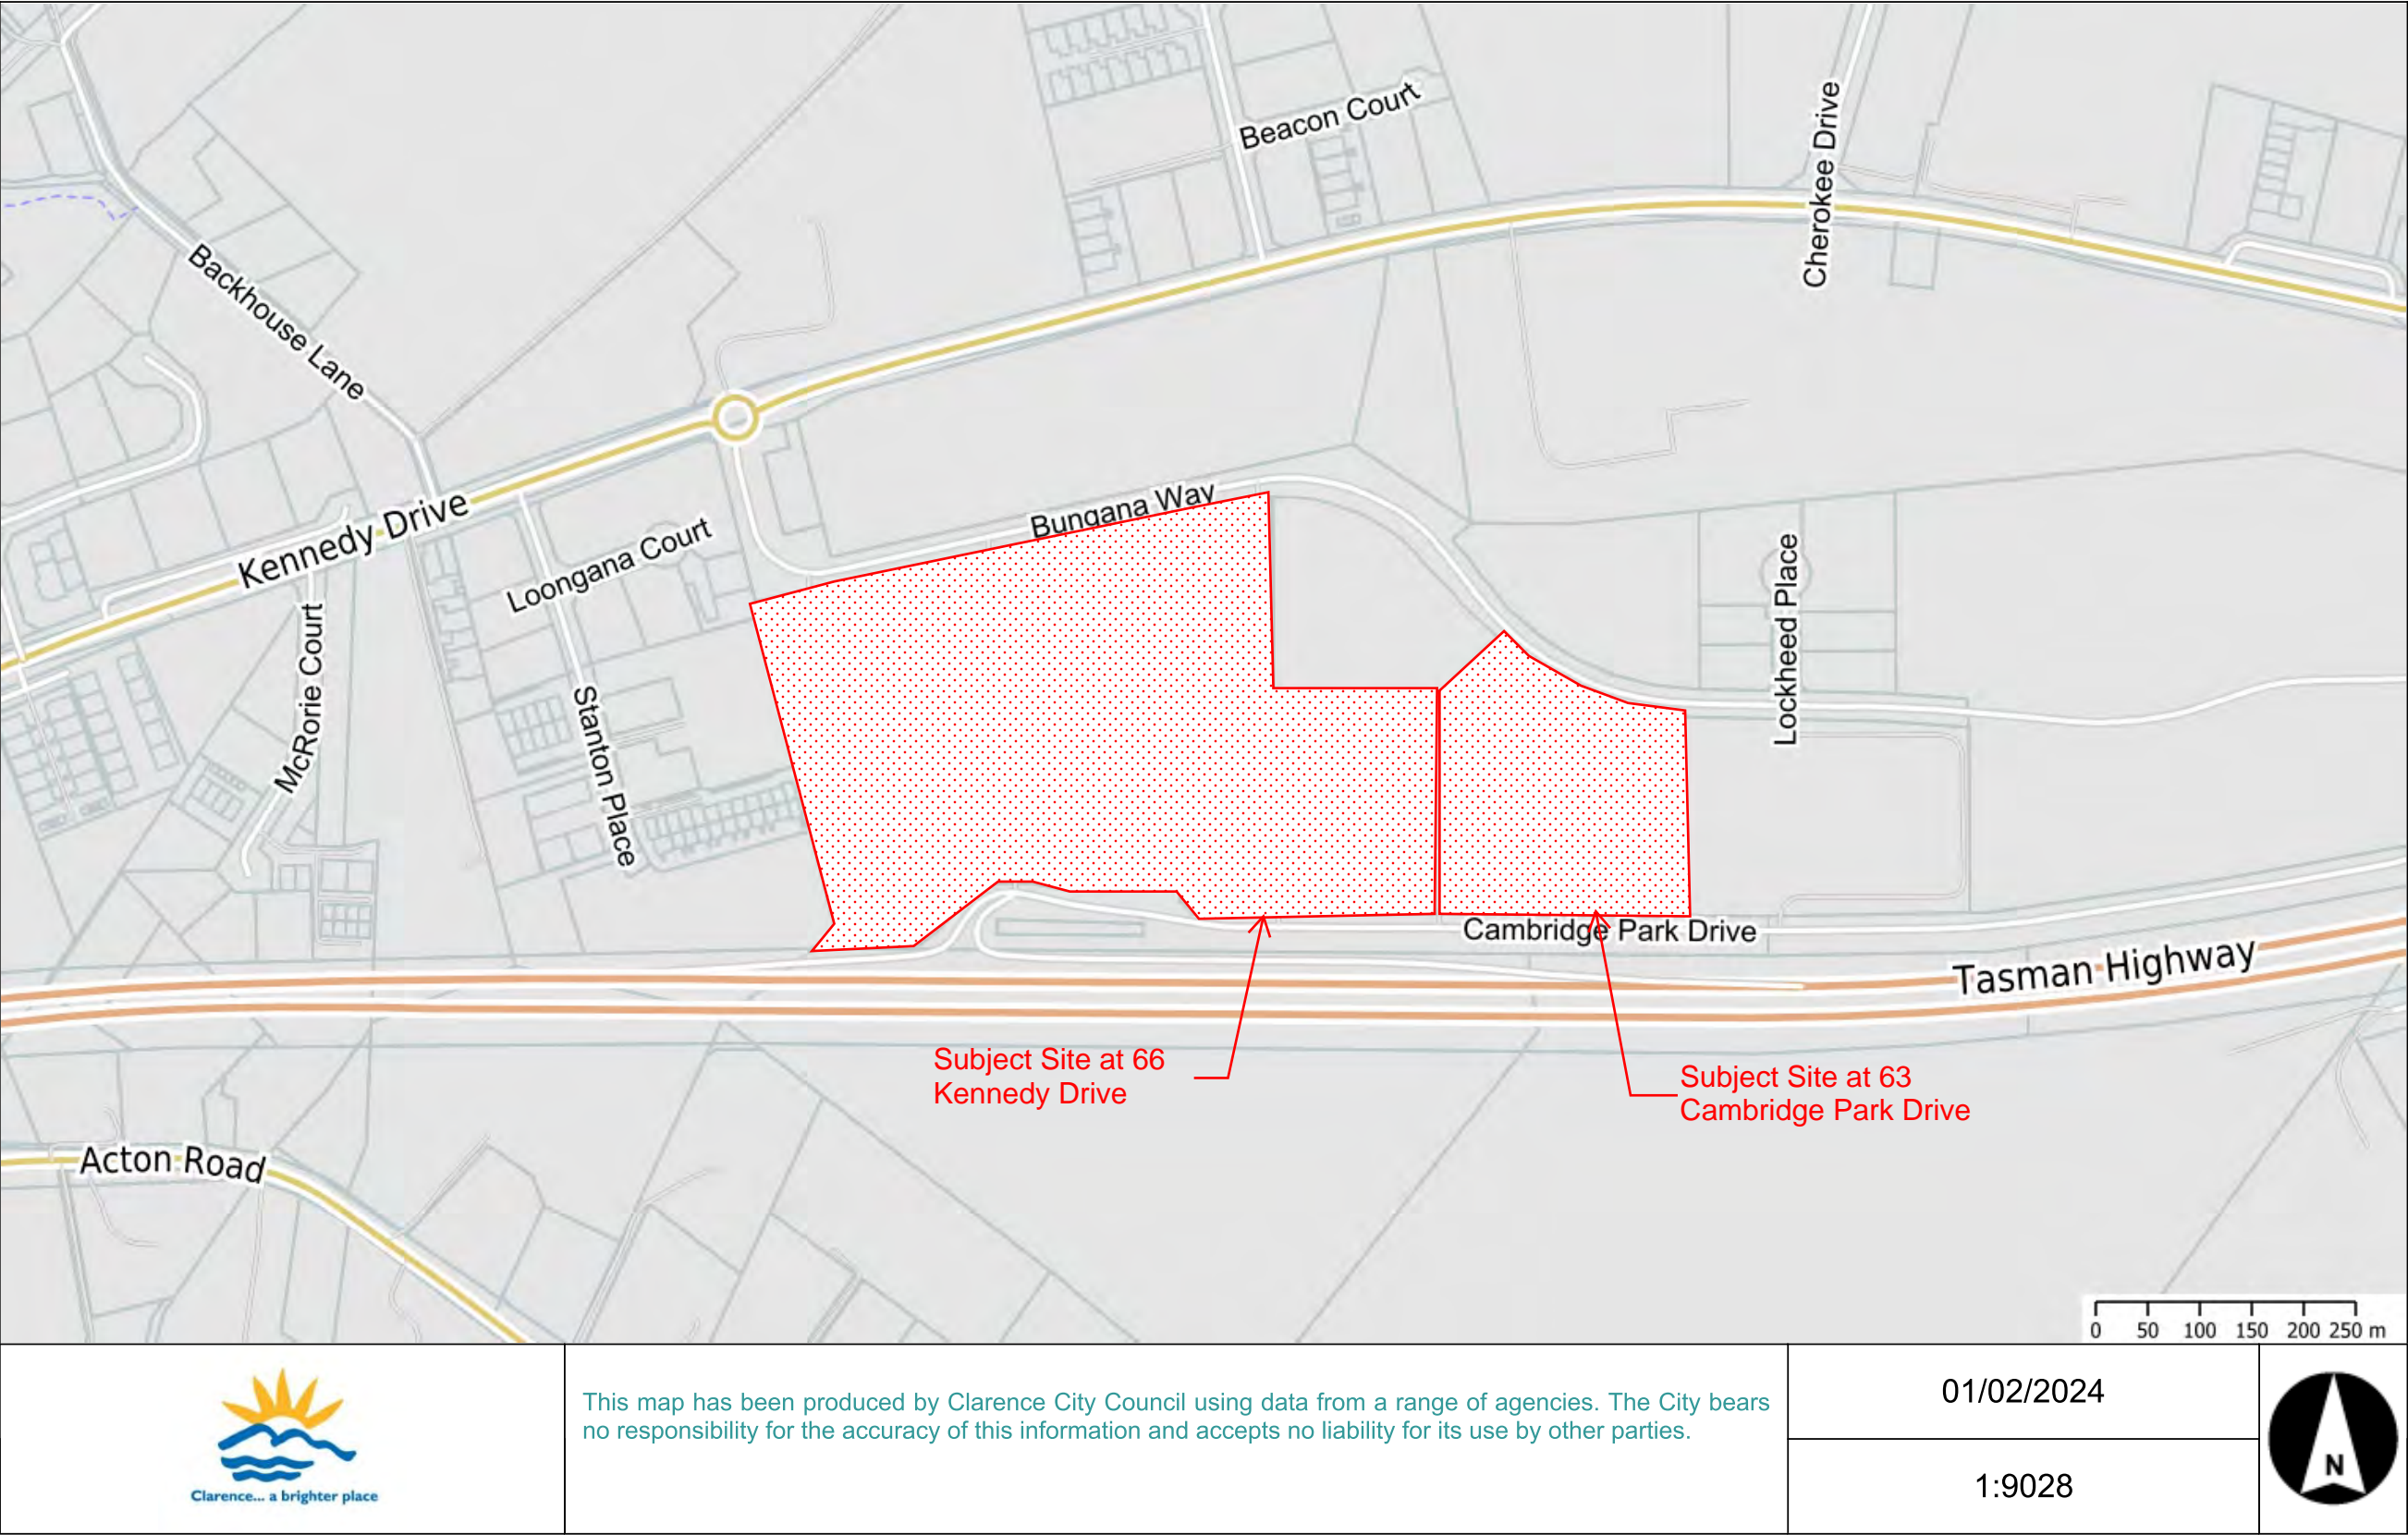 Beacon Court
Cherokee Drive
Backhouse Lane
Kennedy Drive
Bungana Way
Loongana Court
Lockheed Place
McRorie Court
Stanton Place
Cambridge Park Drive
Tasman Highway
Subject Site at 66
Kennedy Drive
Subject Site at 63
Cambridge Park Drive
Acton Road
0 50 100 150 200 250 m
Clarence... a brighter place
This map has been produced by Clarence City Council using data from a range of agencies. The City bears
no responsibility for the accuracy of this information and accepts no liability for its use by other parties.
01/02/2024
1:9028
N